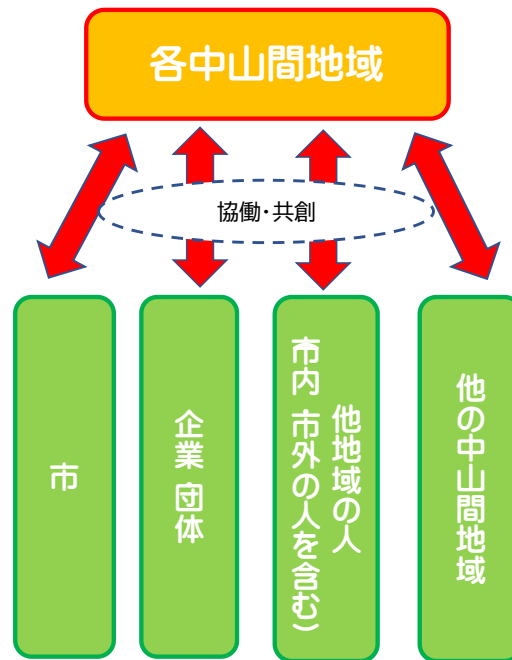 各中山間地域
協働・共創
市
企業 団体
他地域の人
市内 市外の人を含む)
他の中山間地域